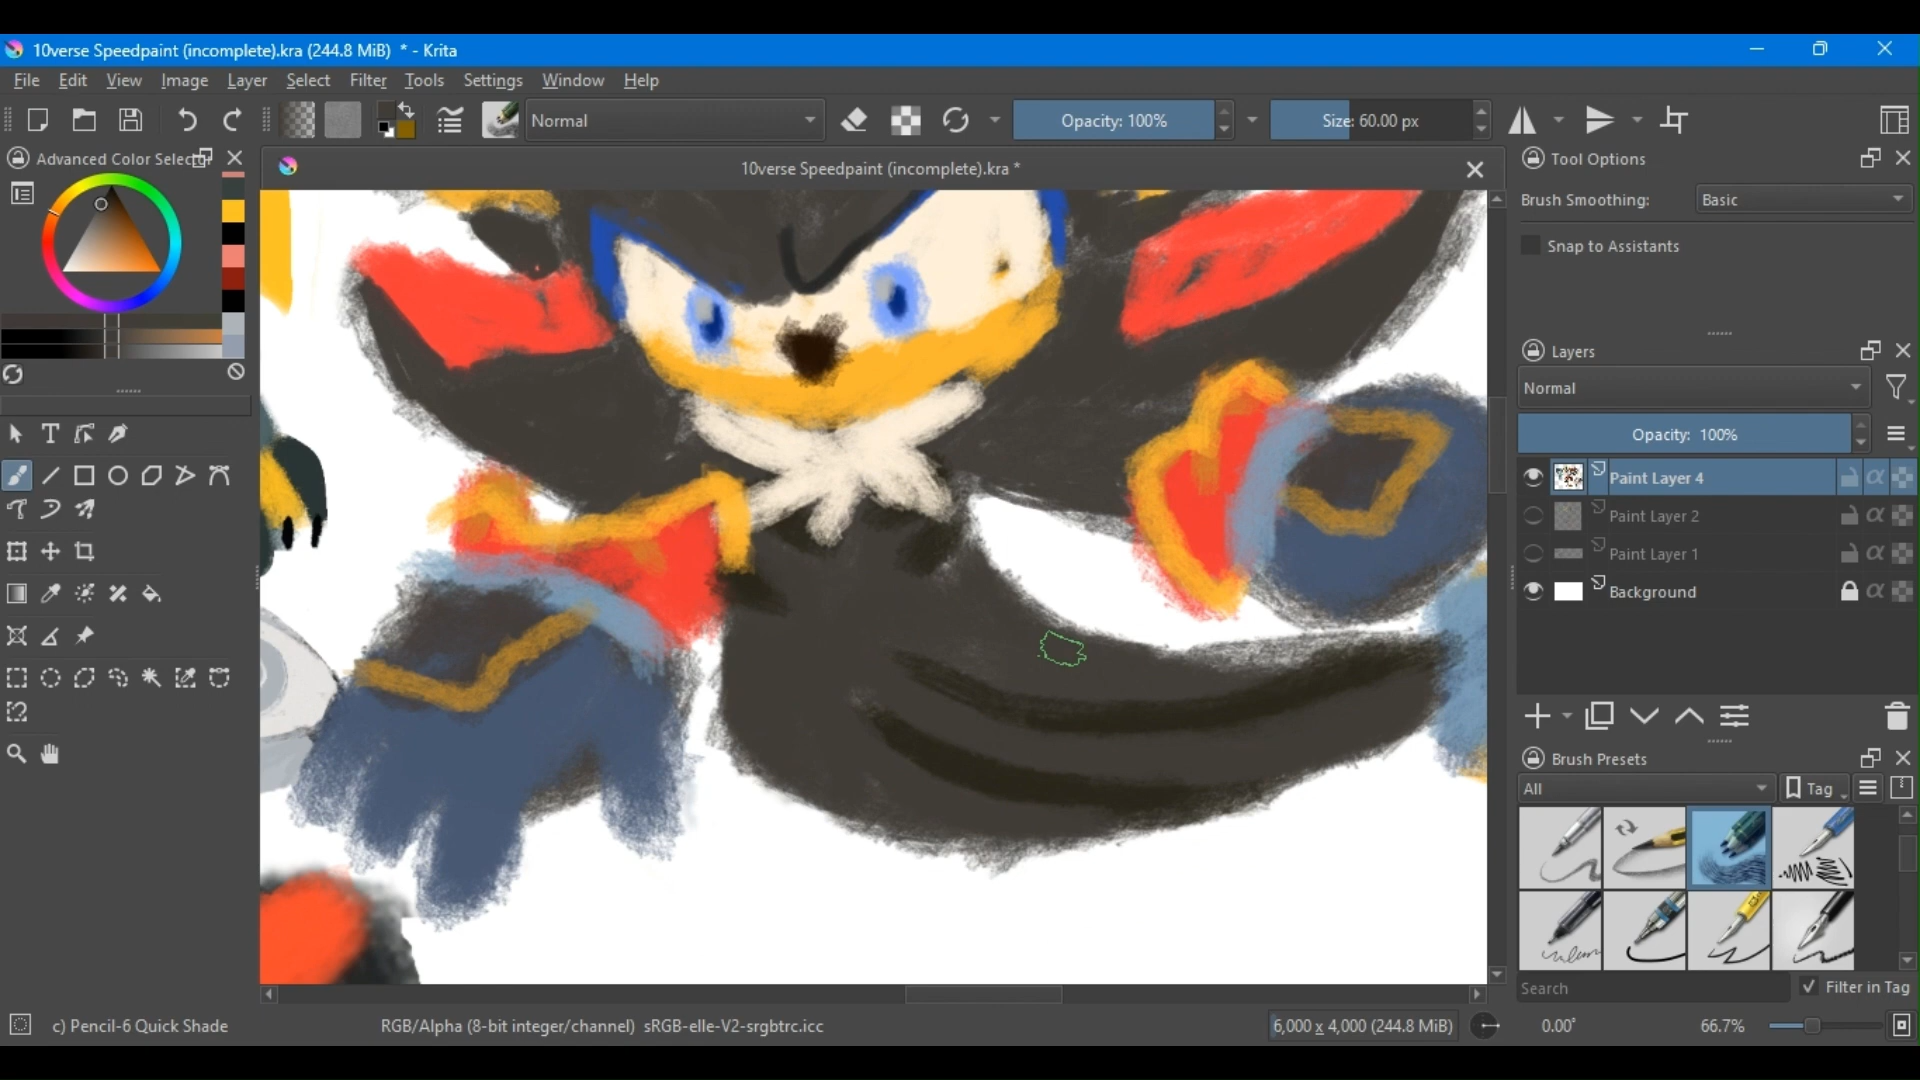 10verse Speedpaint (incomplete).kra (244.8 MiB) * - Krita
File Edit View Image Layer Select Filter Tools Settings Window Help
Normal Opacity: 100% Size: 60.00 px
Advanced Color Selec
10verse Speedpaint (incomplete).kra *
Tool Options
Brush Smoothing: Basic
Snap to Assistants
Layers
Normal
Opacity: 100%
Paint Layer 4
Paint Layer 2
Paint Layer 1
Background
Brush Presets
All Tag
Search Filter in Tag
c) Pencil-6 Quick Shade RGB/Alpha (8-bit integer/channel) sRGB-elle-V2-srgbtrc.icc 6,000 x 4,000 (244.8 MiB) 0.00° 66.7%